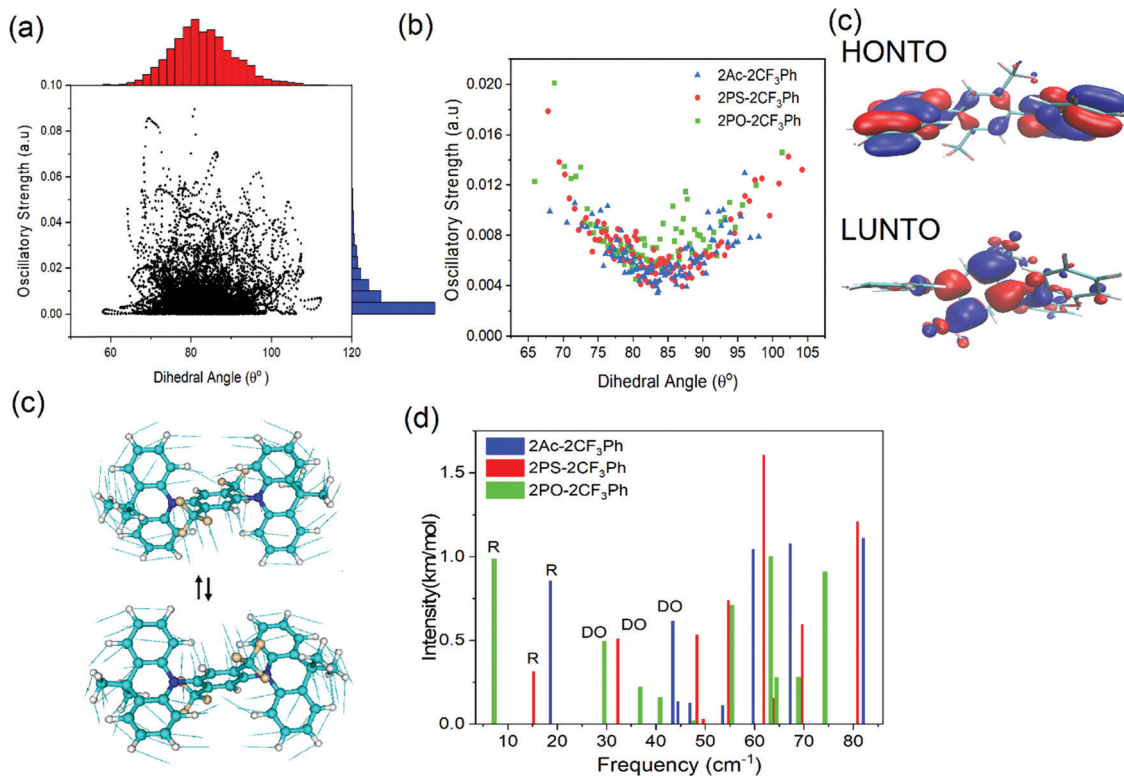 (a)
0.10
0.08
0.06
0.04
0.02
0.00
Oscillatory Strength (a.u)
60
80
100
120
Dihedral Angle (θº)
(b)
0.020
0.016
0.012
0.008
0.004
0.000
Oscillatory Strength (a.u)
2Ac-2CF₃Ph
2PS-2CF₃Ph
2PO-2CF₃Ph
65 70 75 80 85 90 95 100 105
Dihedral Angle (θº)
(c)
HONTO
LUNTO
(c)
(d)
2Ac-2CF₃Ph
2PS-2CF₃Ph
2PO-2CF₃Ph
1.5
1.0
0.5
0.0
Intensity(km/mol)
R
R
R
DO
DO
DO
10 20 30 40 50 60 70 80
Frequency (cm⁻¹)